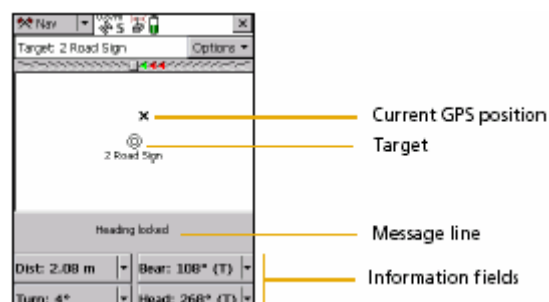 Nav
5
Target: 2 Road Sign Options
Current GPS position
Target
2 Road Sign
Heading locked
Message line
Dist: 2.08 m Bear: 108° (T)
Information fields
Turn: 4° Head: 268° (T)